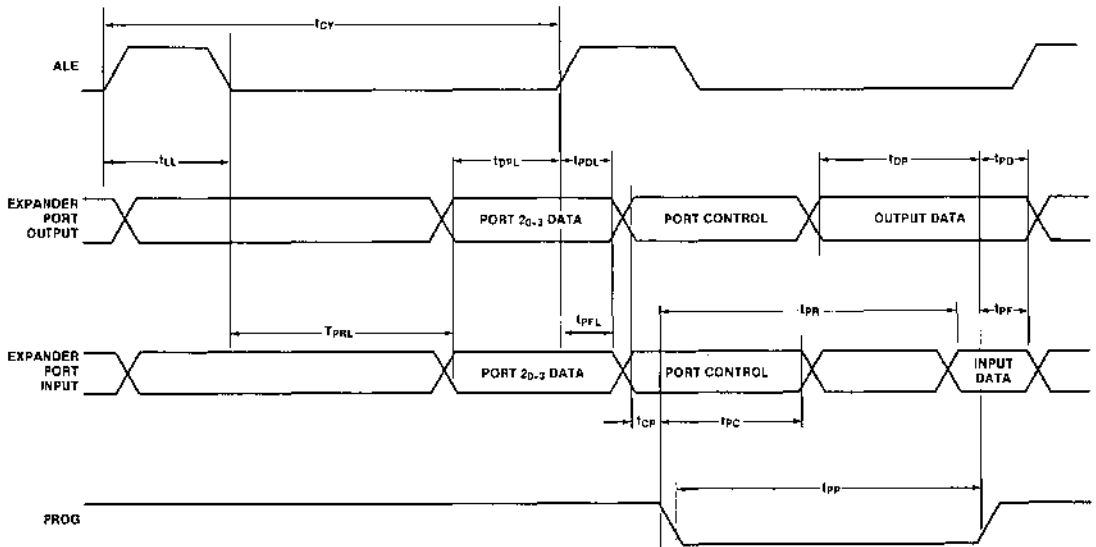 tCY
ALE
tLL
tDPL
tPDL
tDP
tPD
EXPANDER
PORT
OUTPUT
PORT 20-3 DATA
PORT CONTROL
OUTPUT DATA
TPRL
tPFL
tPR
tPF
EXPANDER
PORT
INPUT
PORT 20-3 DATA
PORT CONTROL
INPUT
DATA
tCP
tPC
tPP
PROG